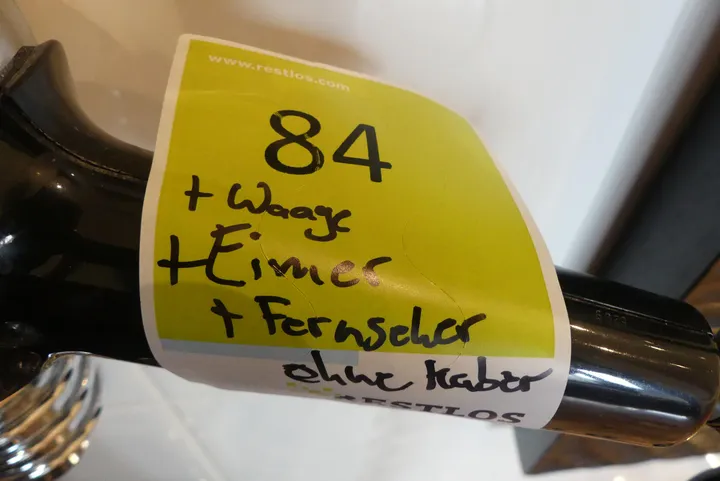 www.restlos.com
84
+ Waage
+ Eimer
+ Fernseher
ohne Kabel
RESTLOS